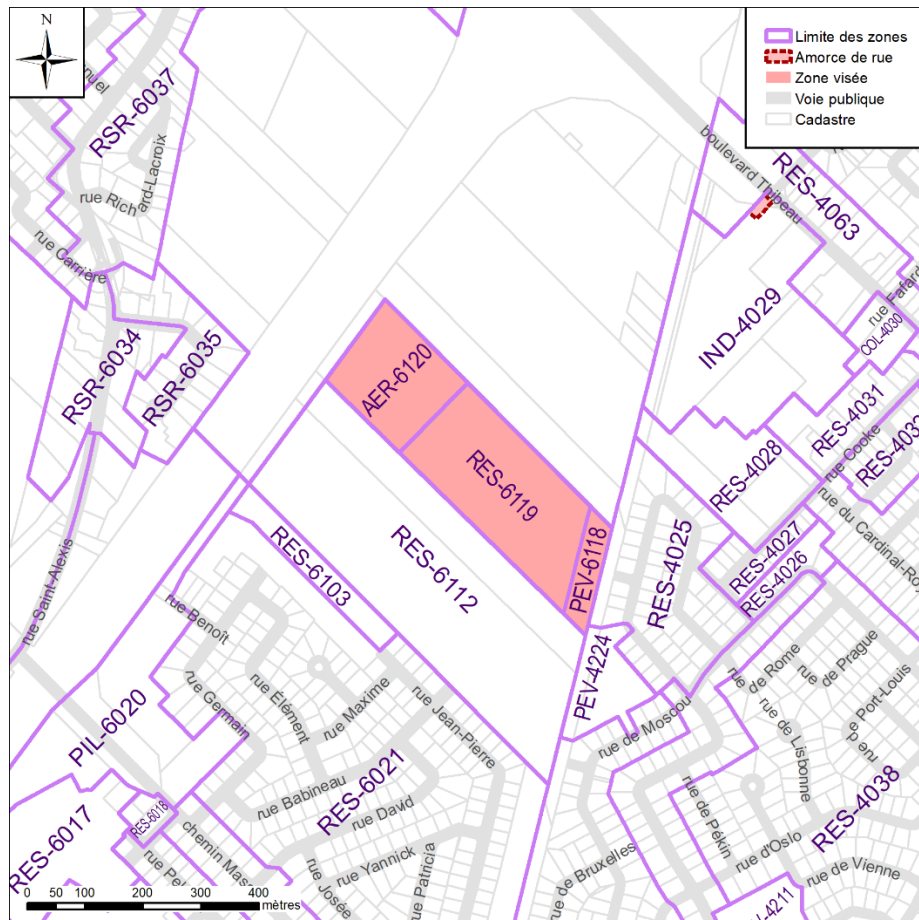 N
Limite des zones
Amorce de rue
Zone visée
Voie publique
Cadastre
RSR-6037
rue Richard-Lacroix
rue Carrière
boulevard Thibeau
RES-4063
rue Fafard
COL-4030
IND-4029
RSR-6034
RSR-6035
AER-6120
RES-6119
PEV-6118
RES-4031
RES-4028
rue Cooke
rue du Cardinal-Roy
RES-4025
RES-4027
RES-4026
RES-6103
RES-6112
rue Saint-Alexis
rue Benoît
PEV-4224
rue de Rome
rue de Prague
rue Germain
rue Élément
rue Maxime
rue Jean-Pierre
rue de Moscou
rue de Lisbonne
PIL-6020
RES-6021
RES-4038
rue Babineau
rue David
rue Yannick
rue Josée
rue Patricia
RES-6017
RES-6018
chemin Mas
rue Pe
rue de Bruxelles
rue de Pékin
rue d'Oslo
rue de Vienne
4211
0 50 100 200 300 400
mètres